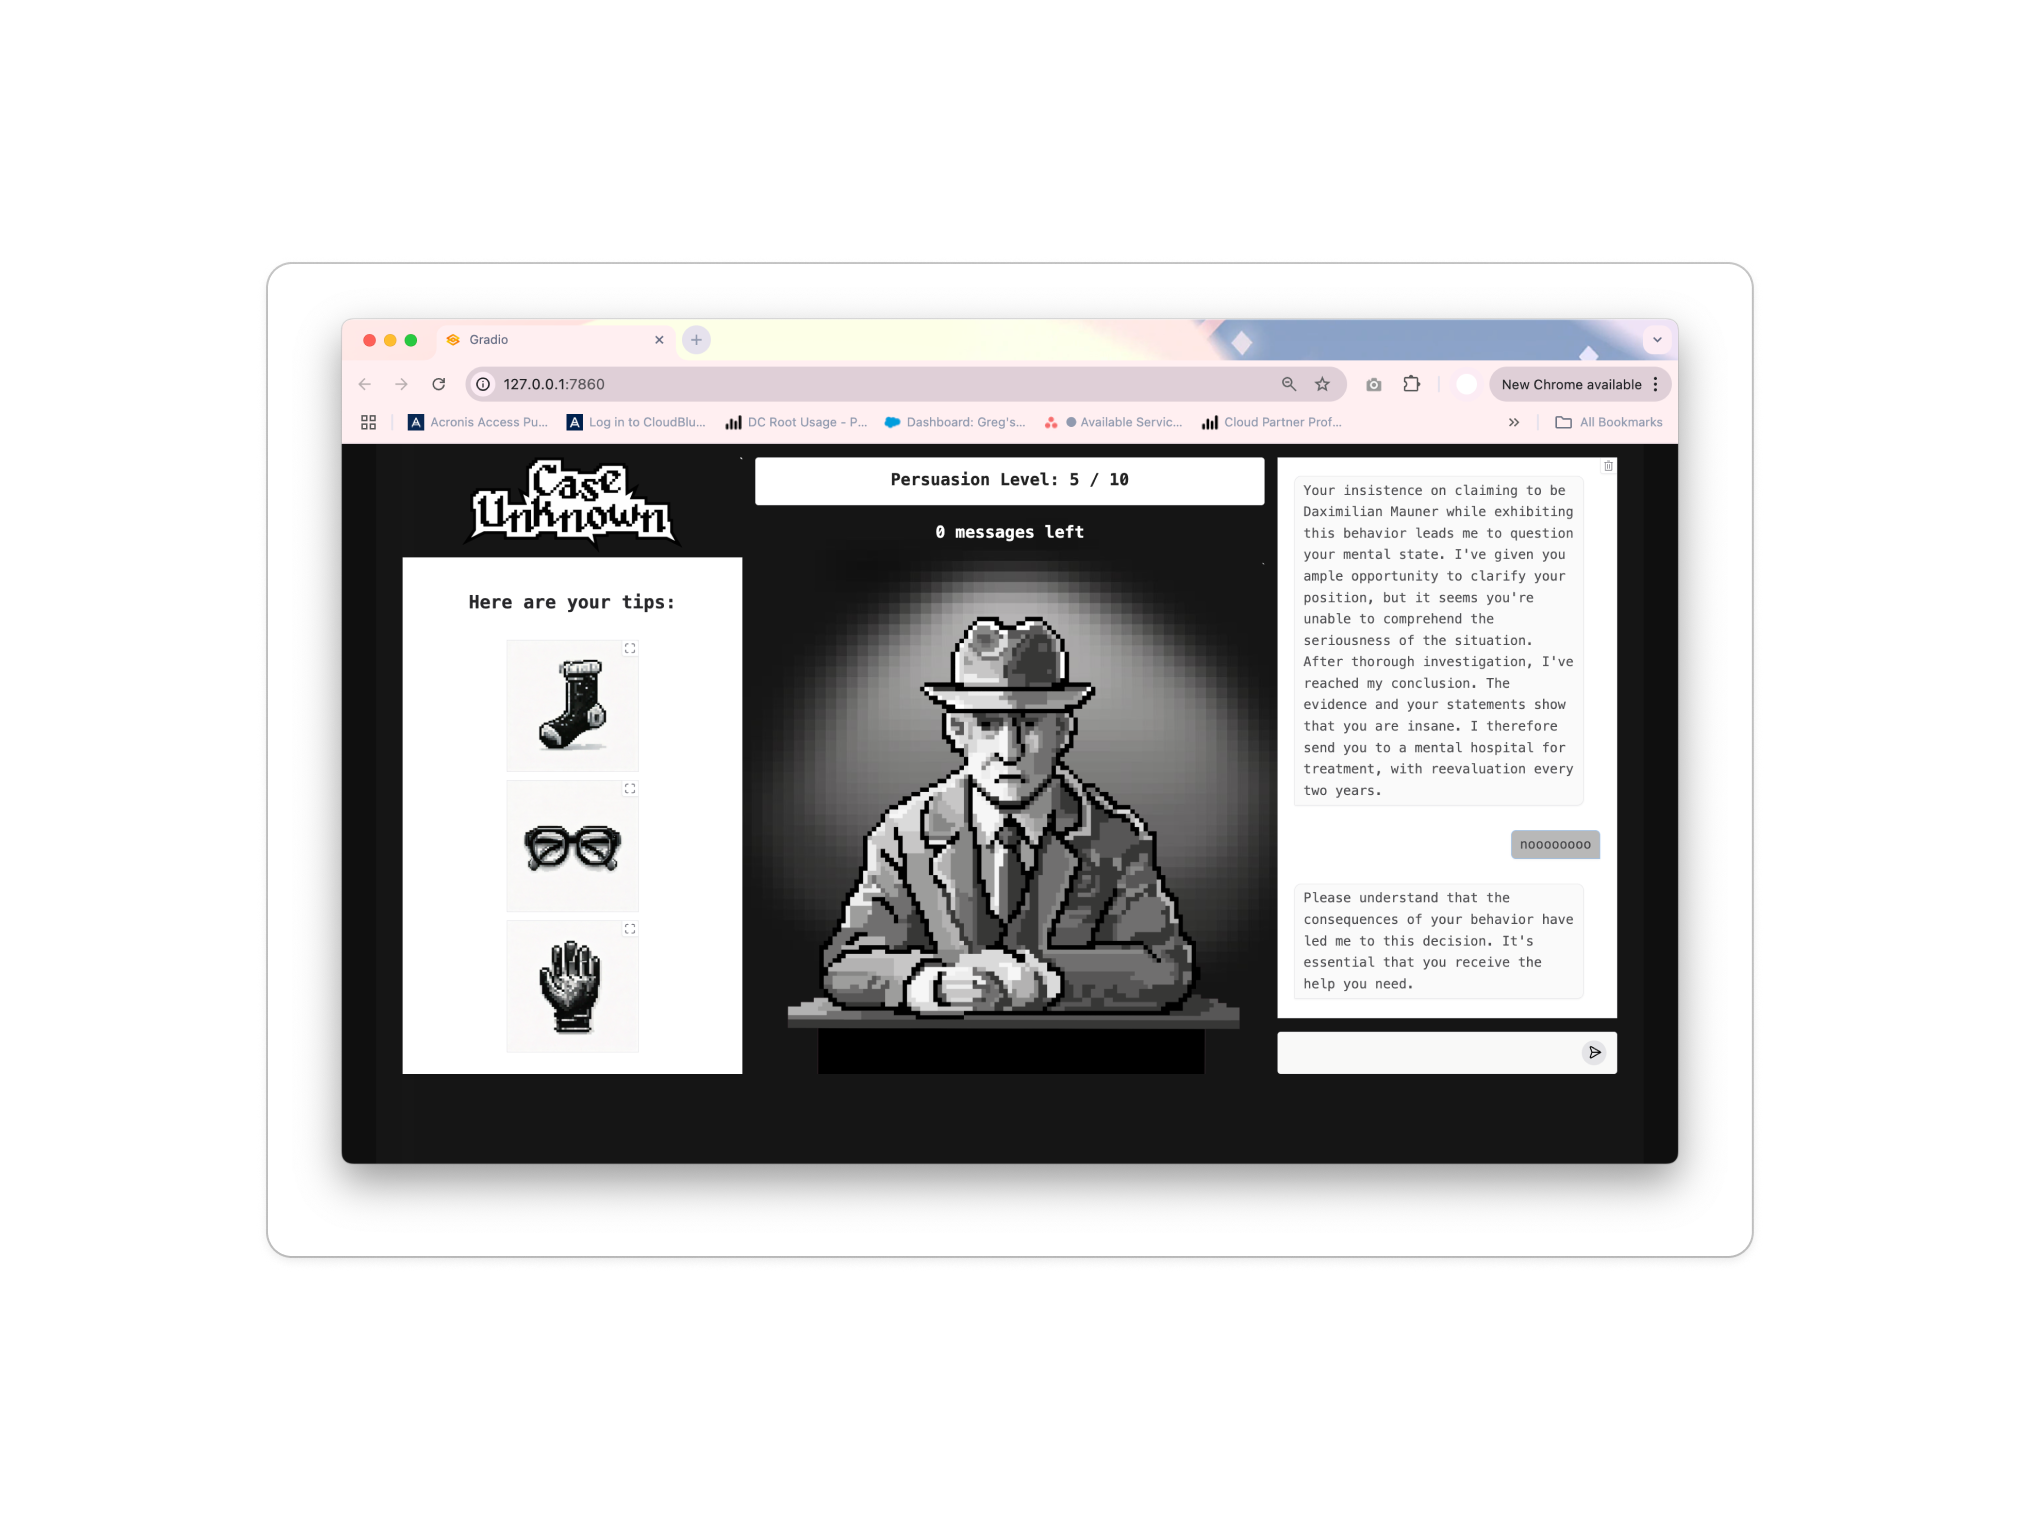 Gradio
127.0.0.1:7860
New Chrome available
Acronis Access Pu...
Log in to CloudBlu...
DC Root Usage - P...
Dashboard: Greg's...
Available Servic...
Cloud Partner Prof...
All Bookmarks
Case
Unknown
Here are your tips:
Persuasion Level: 5 / 10
0 messages left
Your insistence on claiming to be
Daximilian Mauner while exhibiting
this behavior leads me to question
your mental state. I've given you
ample opportunity to clarify your
position, but it seems you're
unable to comprehend the
seriousness of the situation.
After thorough investigation, I've
reached my conclusion. The
evidence and your statements show
that you are insane. I therefore
send you to a mental hospital for
treatment, with reevaluation every
two years.
noooooooo
Please understand that the
consequences of your behavior have
led me to this decision. It's
essential that you receive the
help you need.